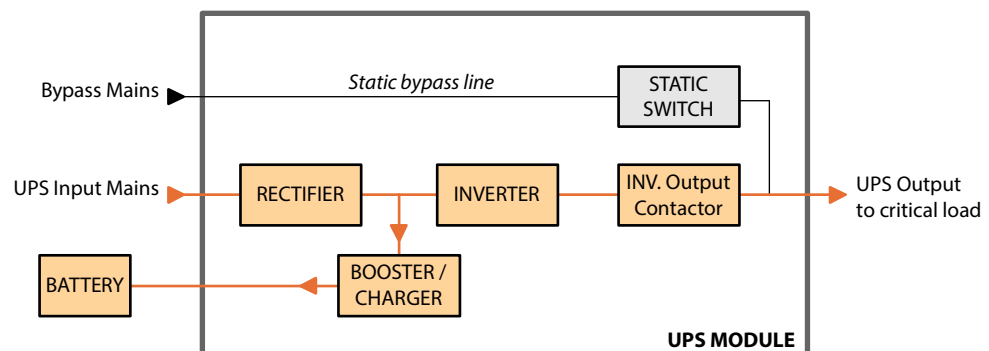 Bypass Mains
Static bypass line
STATIC
SWITCH
UPS Input Mains
RECTIFIER
INVERTER
INV. Output
Contactor
UPS Output
to critical load
BATTERY
BOOSTER /
CHARGER
UPS MODULE